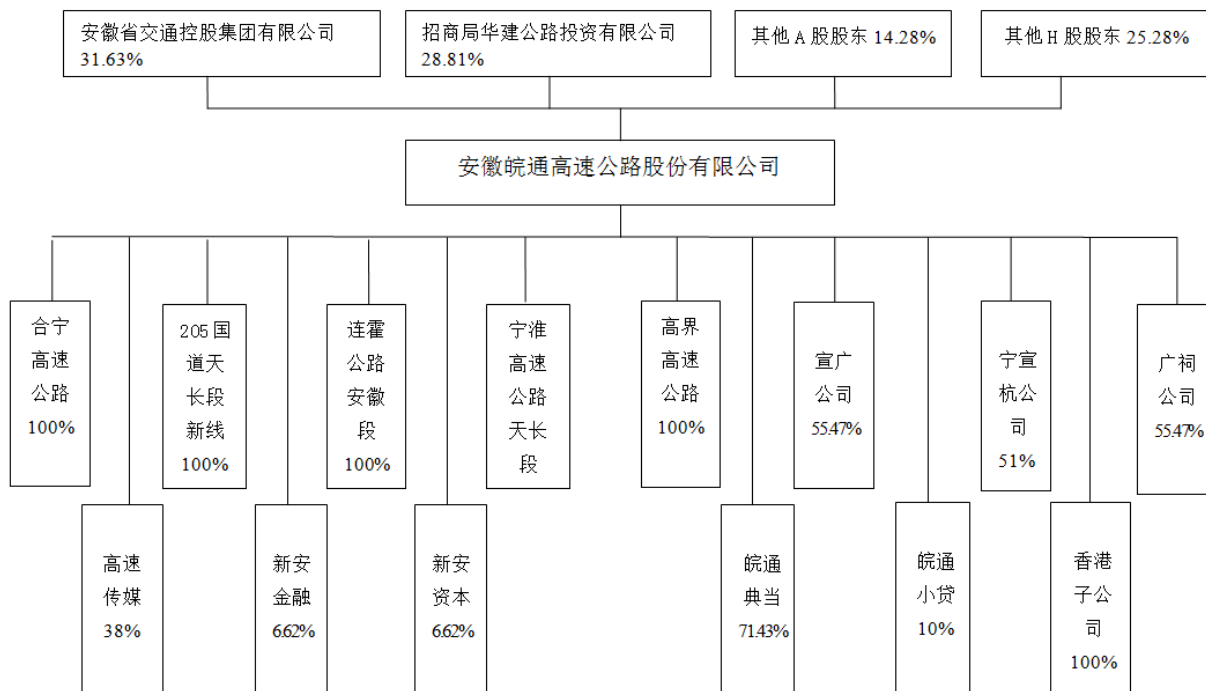 安徽省交通控股集团有限公司
31.63%
招商局华建公路投资有限公司
28.81%
其他A股股东14.28%
其他H股股东25.28%
安徽皖通高速公路股份有限公司
合宁
高速
公路
100%
205国
道天
长段
新线
100%
连霍
公路
安徽
段
100%
宁淮
高速
公路
天长
段
高界
高速
公路
100%
宣广
公司
55.47%
宁宣
杭公
司
51%
广祠
公司
55.47%
高速
传媒
38%
新安
金融
6.62%
新安
资本
6.62%
皖通
典当
71.43%
皖通
小贷
10%
香港
子公
司
100%